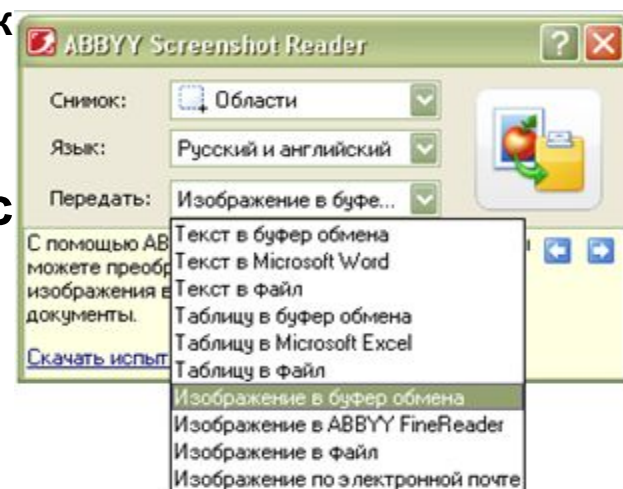 к
ABBYY Screenshot Reader
Снимок: Области
Язык: Русский и английский
Передать: Изображение в буфе...
с
С помощью AB
можете преобр
изображения в
документы.
Скачать испыт
Текст в буфер обмена
Текст в Microsoft Word
Текст в файл
Таблицу в буфер обмена
Таблицу в Microsoft Excel
Таблицу в файл
Изображение в буфер обмена
Изображение в ABBYY FineReader
Изображение в файл
Изображение по электронной почте